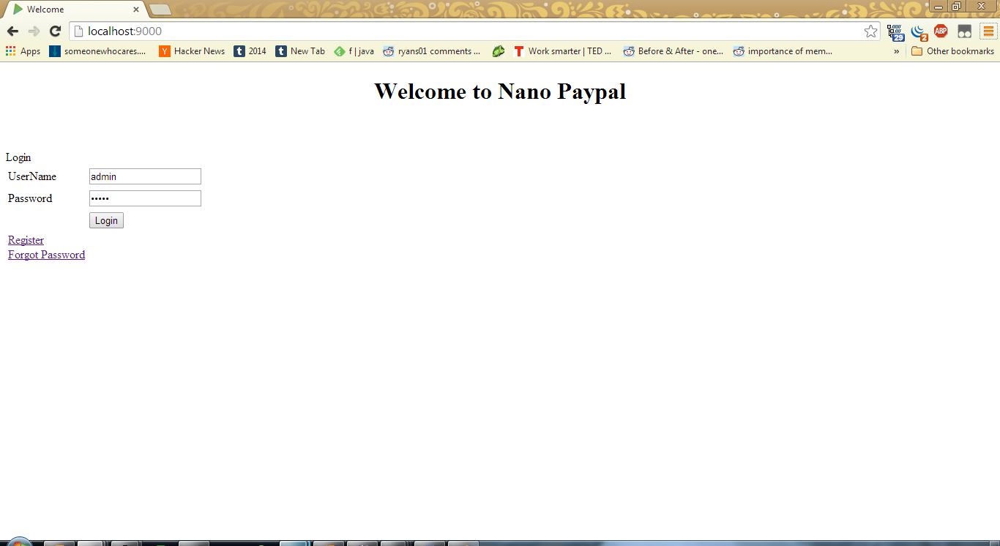 Welcome
localhost:9000
29
2
ABP
Apps someonewhocares.... Y Hacker News t 2014 t New Tab f | java ryans01 comments ... T Work smarter | TED ... Before & After - one... importance of mem... » Other bookmarks
Welcome to Nano Paypal
Login
UserName admin
Password •••••
Login
Register
Forgot Password